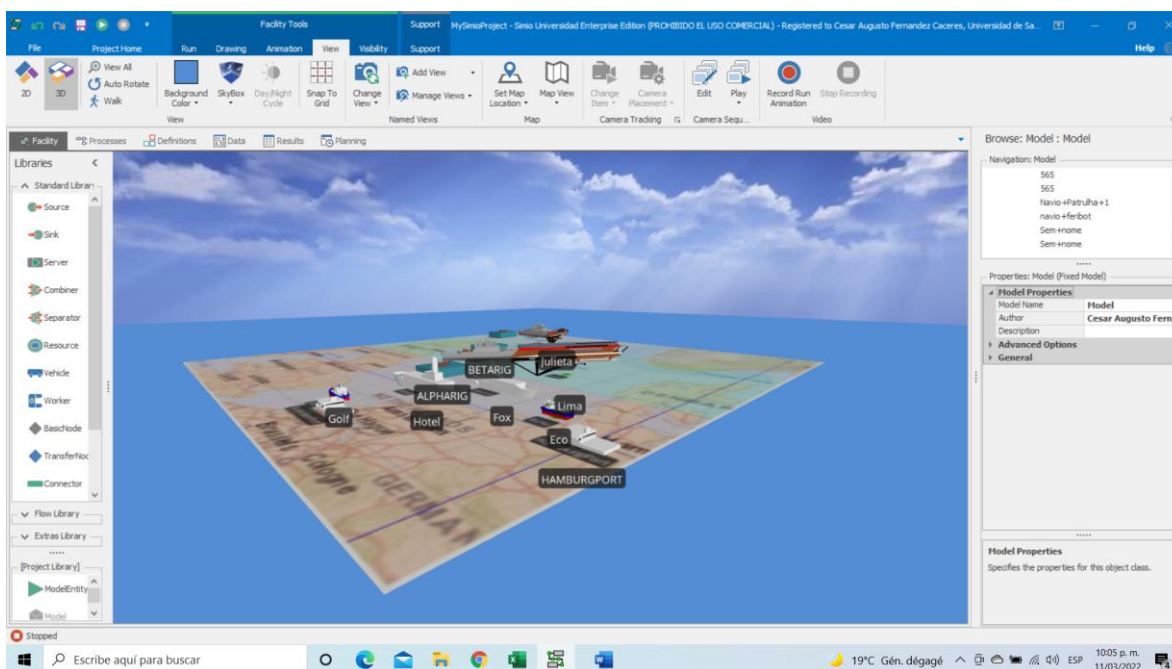 Facility Tools
Support
MySimioProject - Simio Universidad Enterprise Edition (PROHIBIDO EL USO COMERCIAL) - Registered to Cesar Augusto Fernandez Caceres, Universidad de Sa...
File
Project Home
Run
Drawing
Animation
View
Visibility
Support
Help
2D
3D
View All
Auto Rotate
Walk
Background Color
SkyBox
Day/Night Cycle
Snap To Grid
Change View
Add View
Manage Views
Set Map Location
Map View
Change Item
Camera Placement
Edit
Play
Record Run Animation
Stop Recording
View
Named Views
Map
Camera Tracking
Camera Sequ...
Video
Facility
Processes
Definitions
Data
Results
Planning
Libraries
Standard Librar
Source
Sink
Server
Combiner
Separator
Resource
Vehicle
Worker
BasicNode
TransferNod
Connector
Flow Library
Extras Library
[Project Library]
ModelEntity
Model
BETARIG
Julieta
ALPHARIG
Golf
Hotel
Fox
Lima
Eco
HAMBURGPORT
Cologne
GERMAN
Browse: Model : Model
Navigation: Model
565
565
Navio+Patrulha+1
navio+feribot
Sem+nome
Sem+nome
Properties: Model (Fixed Model)
Model Properties
Model Name Model
Author Cesar Augusto Fern
Description
Advanced Options
General
Model Properties
Specifies the properties for this object class.
Stopped
Escribe aquí para buscar
19°C Gén. dégagé
ESP
10:05 p. m.
11/03/2022